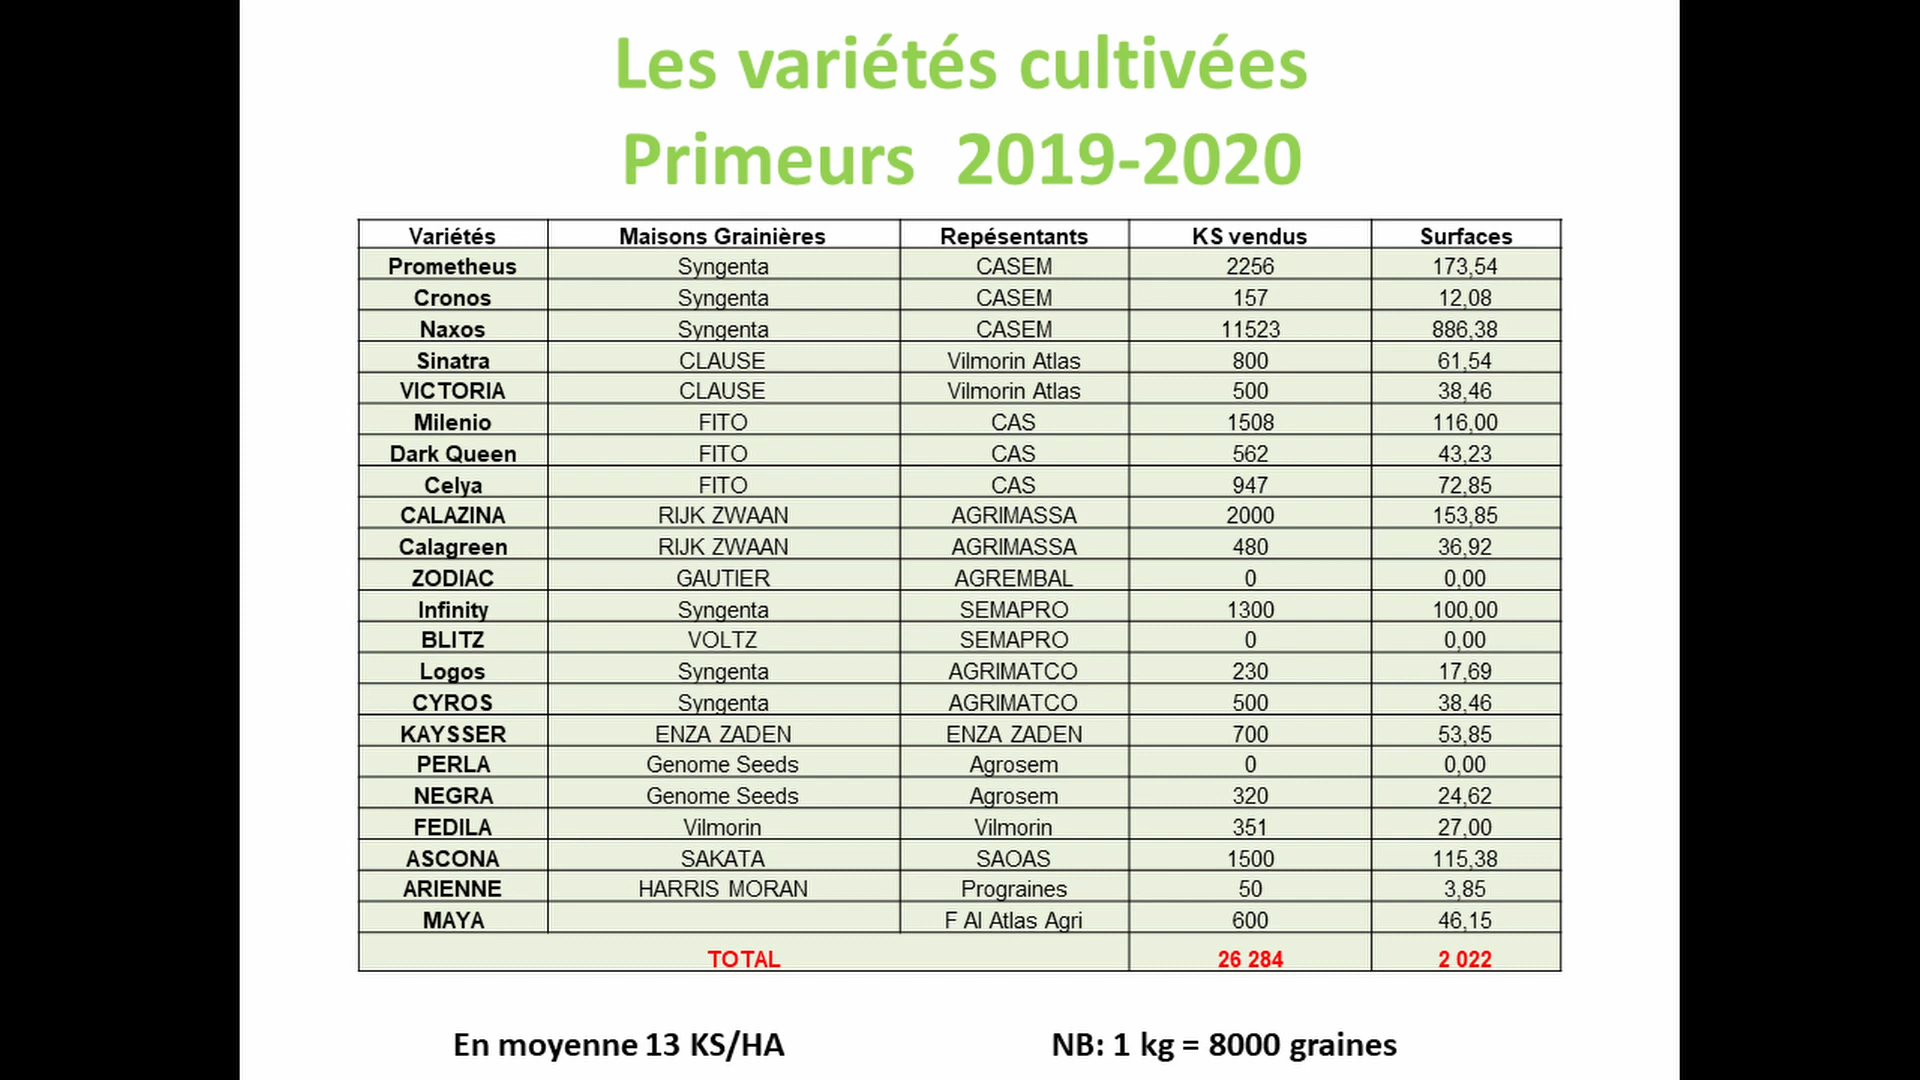 Les variétés cultivées
Primeurs 2019-2020
Variétés Maisons Grainières Repésentants KS vendus Surfaces
Prometheus Syngenta CASEM 2256 173,54
Cronos Syngenta CASEM 157 12,08
Naxos Syngenta CASEM 11523 886,38
Sinatra CLAUSE Vilmorin Atlas 800 61,54
VICTORIA CLAUSE Vilmorin Atlas 500 38,46
Milenio FITO CAS 1508 116,00
Dark Queen FITO CAS 562 43,23
Celya FITO CAS 947 72,85
CALAZINA RIJK ZWAAN AGRIMASSA 2000 153,85
Calagreen RIJK ZWAAN AGRIMASSA 480 36,92
ZODIAC GAUTIER AGREMBAL 0 0,00
Infinity Syngenta SEMAPRO 1300 100,00
BLITZ VOLTZ SEMAPRO 0 0,00
Logos Syngenta AGRIMATCO 230 17,69
CYROS Syngenta AGRIMATCO 500 38,46
KAYSSER ENZA ZADEN ENZA ZADEN 700 53,85
PERLA Genome Seeds Agrosem 0 0,00
NEGRA Genome Seeds Agrosem 320 24,62
FEDILA Vilmorin Vilmorin 351 27,00
ASCONA SAKATA SAOAS 1500 115,38
ARIENNE HARRIS MORAN Prograines 50 3,85
MAYA F Al Atlas Agri 600 46,15
TOTAL 26 284 2 022
En moyenne 13 KS/HA NB: 1 kg = 8000 graines